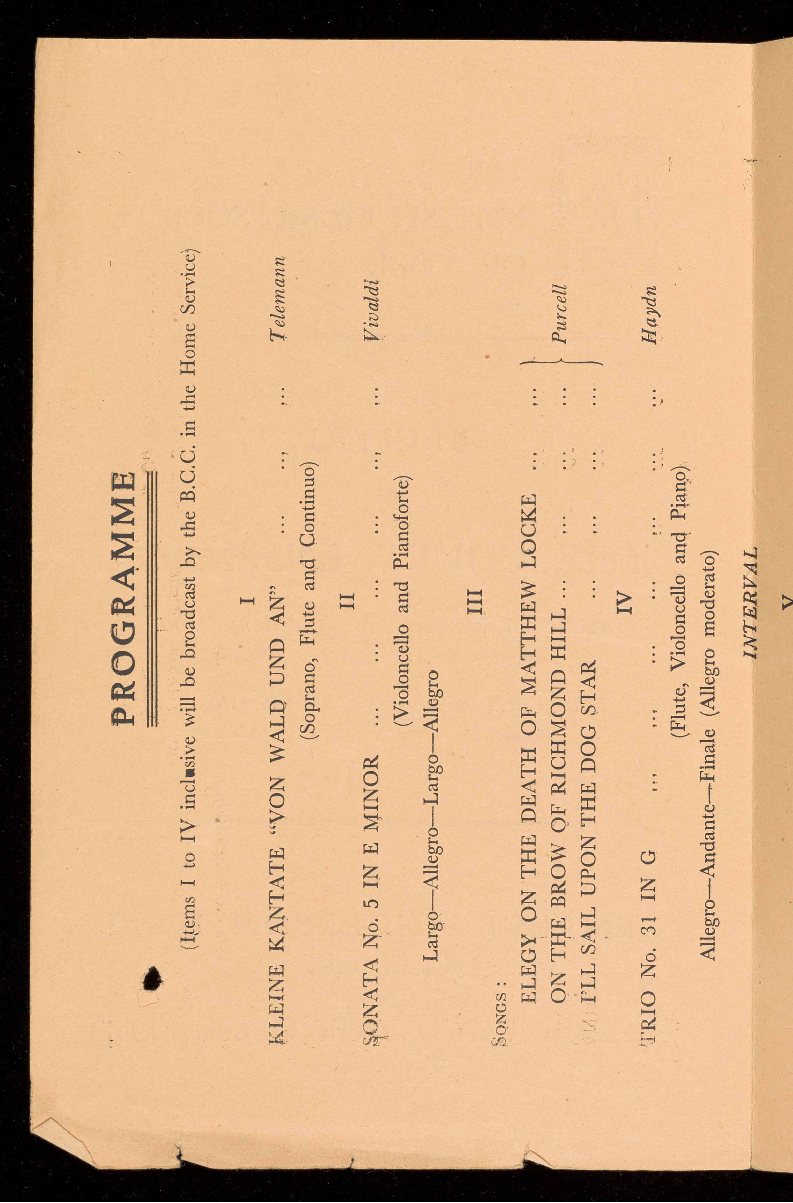 PROGRAMME
(Items I to IV inclusive will be broadcast by the B.C.C. in the Home Service)
I
KLEINE KANTATE “VON WALD UND AN” ... ... ... Telemann
(Soprano, Flute and Continuo)
II
SONATA No. 5 IN E MINOR ... ... ... ... ... ... Vivaldi
(Violoncello and Pianoforte)
Largo—Allegro—Largo—Allegro
III
SONGS :
ELEGY ON THE DEATH OF MATTHEW LOCKE ... ...
ON THE BROW OF RICHMOND HILL ... ... ... ... Purcell
I'LL SAIL UPON THE DOG STAR ... ... ... ...
IV
TRIO No. 31 IN G ... ... ... ... ... ... ... Haydn
(Flute, Violoncello and Piano)
Allegro—Andante—Finale (Allegro moderato)
INTERVAL
V